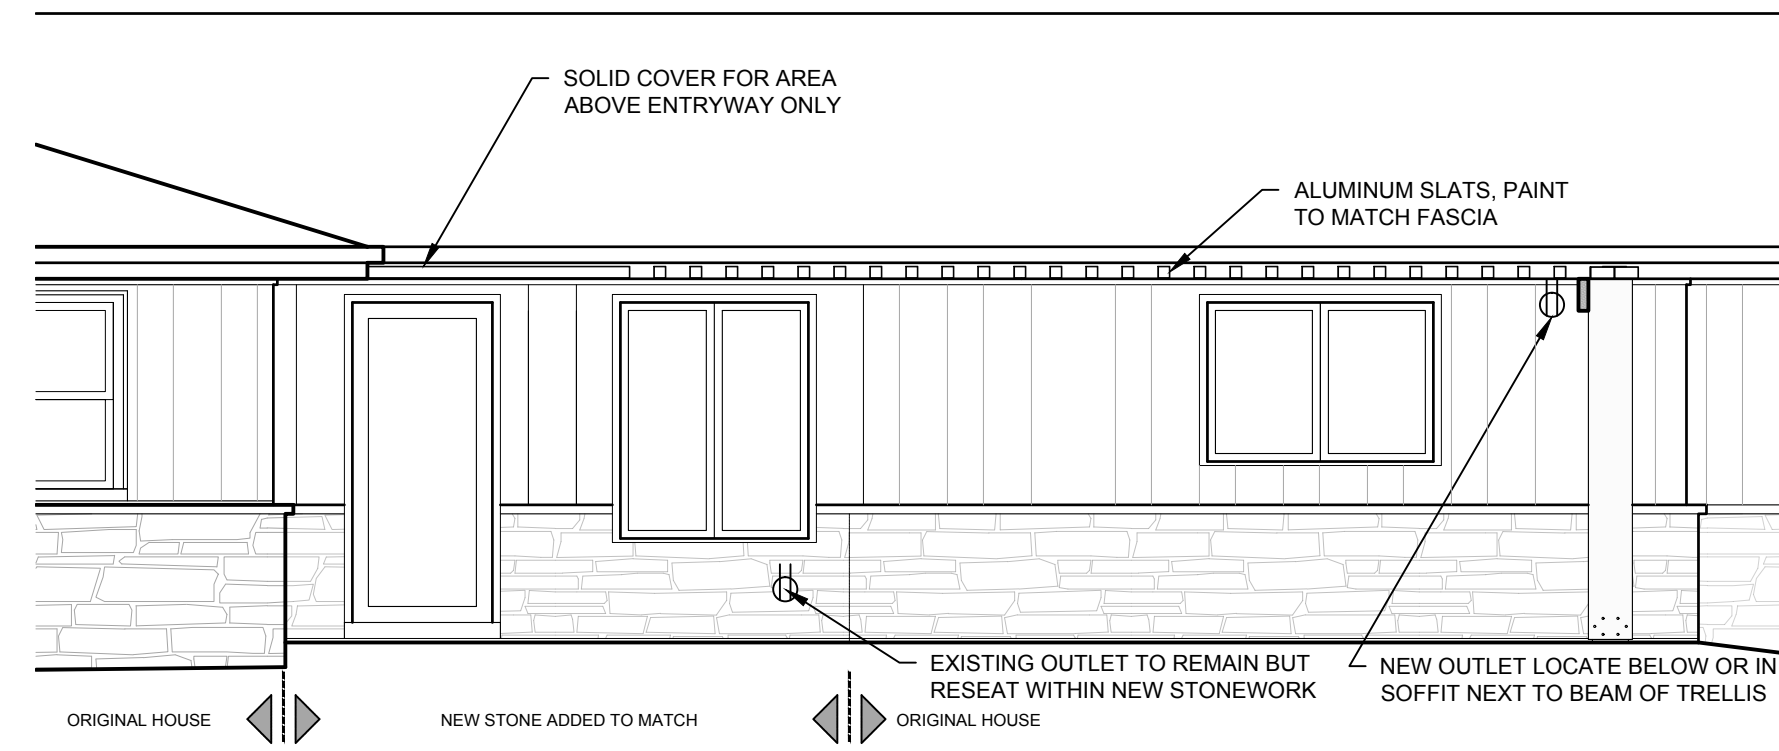 SOLID COVER FOR AREA
ABOVE ENTRYWAY ONLY
ALUMINUM SLATS, PAINT
TO MATCH FASCIA
EXISTING OUTLET TO REMAIN BUT
RESEAT WITHIN NEW STONEWORK
NEW OUTLET LOCATE BELOW OR IN
SOFFIT NEXT TO BEAM OF TRELLIS
ORIGINAL HOUSE
NEW STONE ADDED TO MATCH
ORIGINAL HOUSE